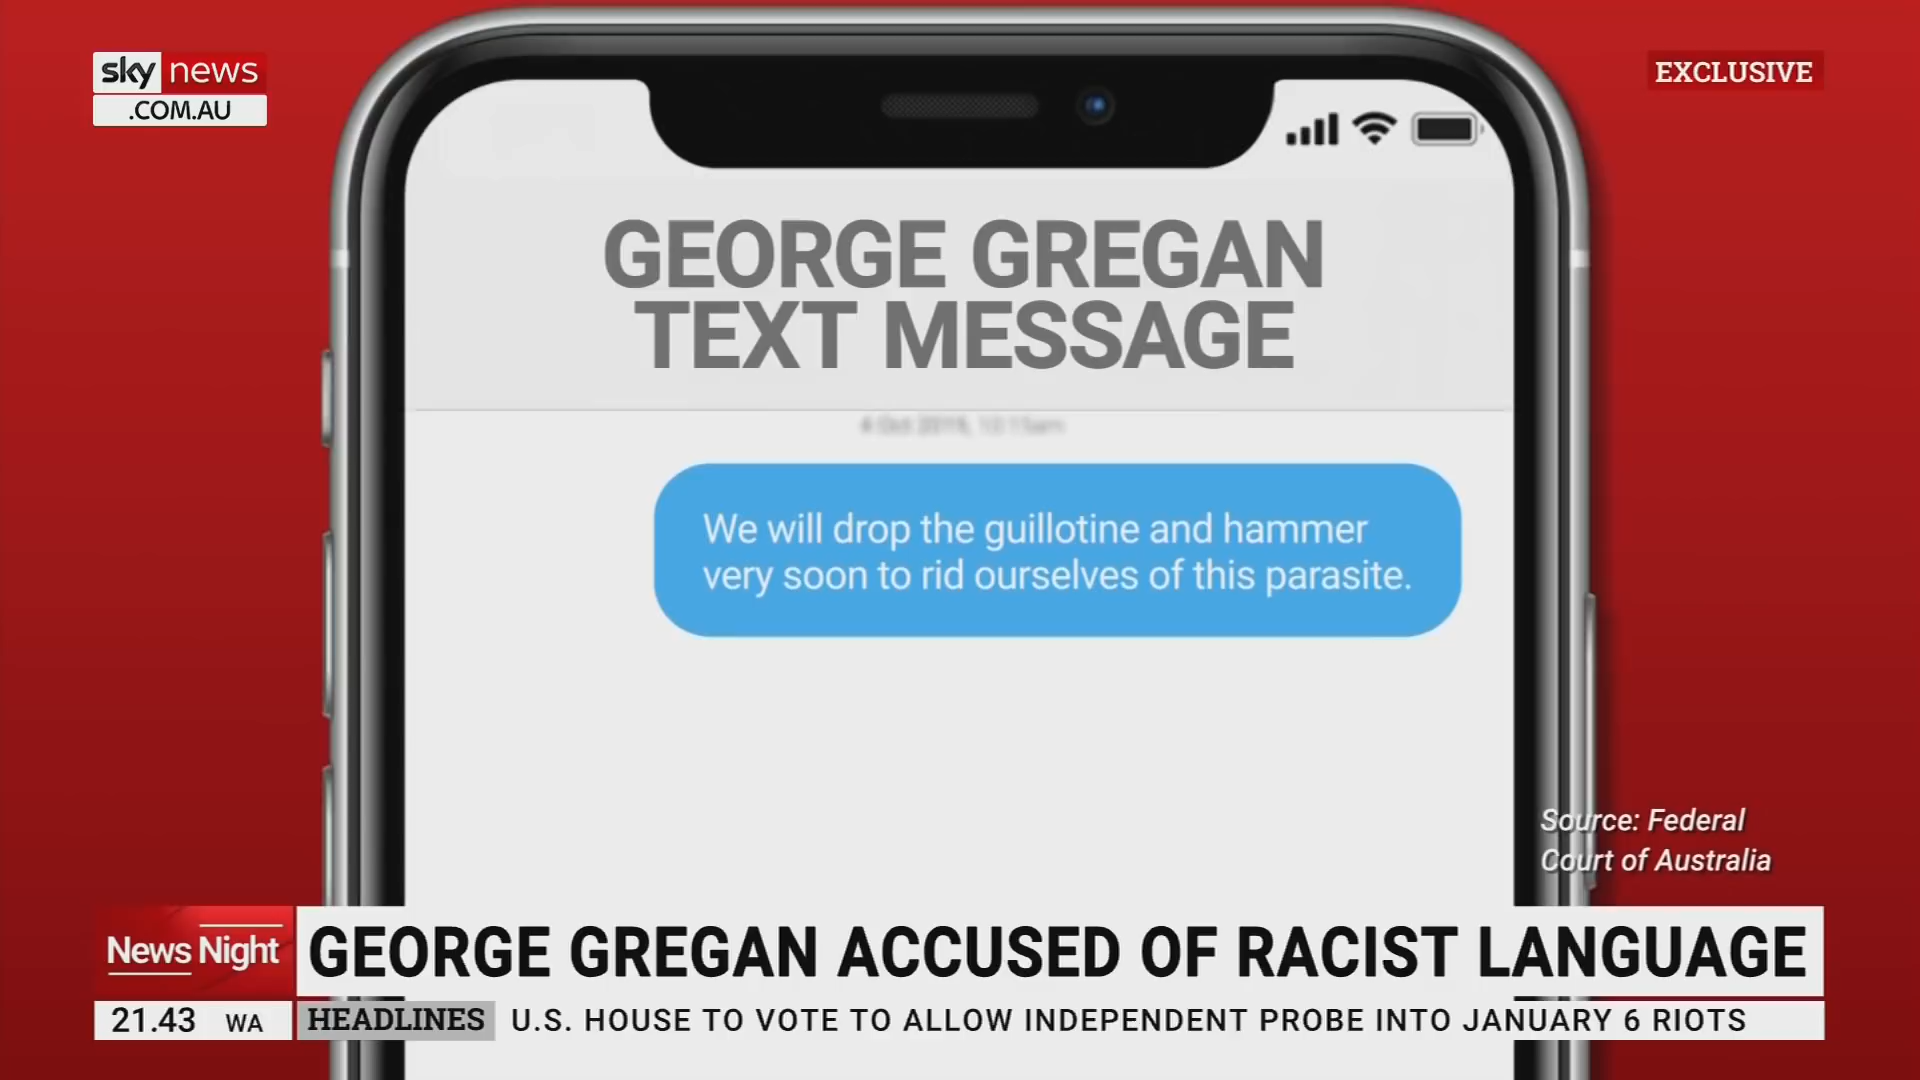 sky news
.COM.AU
EXCLUSIVE
GEORGE GREGAN
TEXT MESSAGE
We will drop the guillotine and hammer
very soon to rid ourselves of this parasite.
Source: Federal
Court of Australia
News Night
GEORGE GREGAN ACCUSED OF RACIST LANGUAGE
21.43 WA
HEADLINES
U.S. HOUSE TO VOTE TO ALLOW INDEPENDENT PROBE INTO JANUARY 6 RIOTS